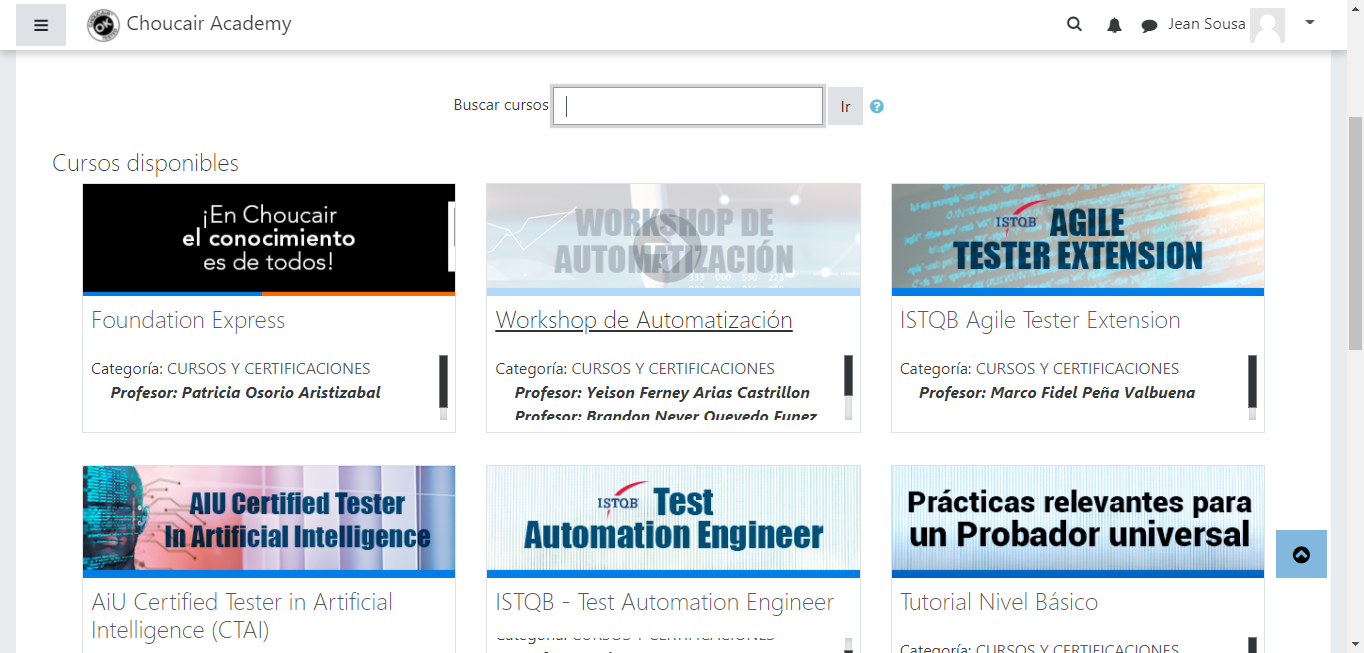 Choucair Academy
Jean Sousa
Buscar cursos
Ir
Cursos disponibles
¡En Choucair
el conocimiento
es de todos!
WORKSHOP DE
AUTOMATIZACIÓN
ISTQB AGILE
TESTER EXTENSION
Foundation Express
Workshop de Automatización
ISTQB Agile Tester Extension
Categoría: CURSOS Y CERTIFICACIONES
Profesor: Patricia Osorio Aristizabal
Categoría: CURSOS Y CERTIFICACIONES
Profesor: Yeison Ferney Arias Castrillon
Profesor: Brandon Never Quevedo Funez
Categoría: CURSOS Y CERTIFICACIONES
Profesor: Marco Fidel Peña Valbuena
AiU Certified Tester
In Artificial Intelligence
ISTQB Test
Automation Engineer
Prácticas relevantes para
un Probador universal
AiU Certified Tester in Artificial
Intelligence (CTAI)
ISTQB - Test Automation Engineer
Categoría: CURSOS Y CERTIFICACIONES
Tutorial Nivel Básico
Categoría: CURSOS Y CERTIFICACIONES